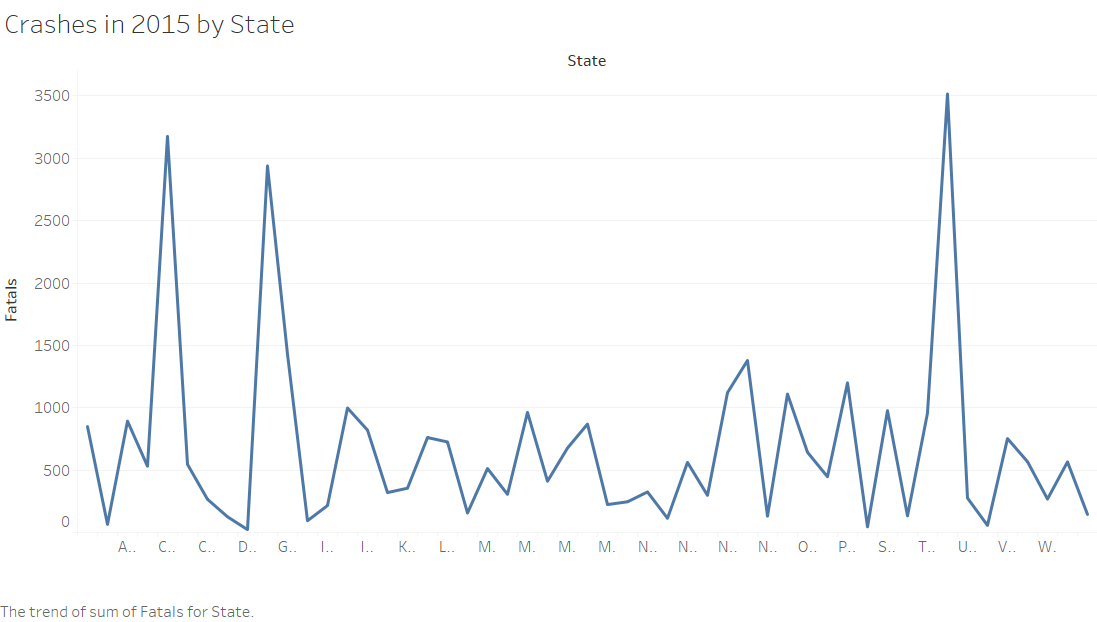 Crashes in 2015 by State
State
3500
3000
2500
2000
1500
1000
500
0
Fatals
A.. C.. C.. D.. G.. I.. I.. K.. L.. M. M. M. M. N.. N.. N.. N.. O.. P.. S.. T.. U.. V.. W.
The trend of sum of Fatals for State.